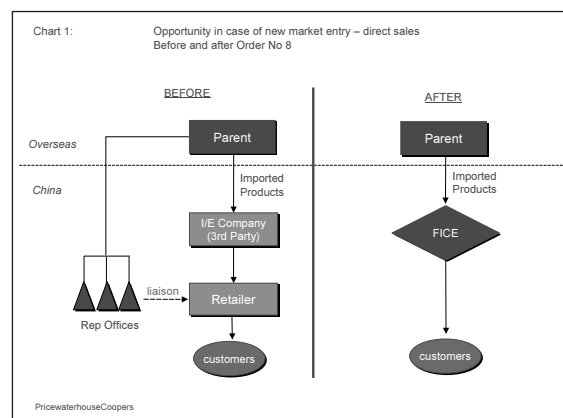 Chart 1: Opportunity in case of new market entry – direct sales
Before and after Order No 8
BEFORE
Parent
Overseas
China
Imported
Products
I/E Company
(3rd Party)
liaison
Retailer
Rep Offices
customers
AFTER
Parent
Imported
Products
FICE
customers
PricewaterhouseCoopers